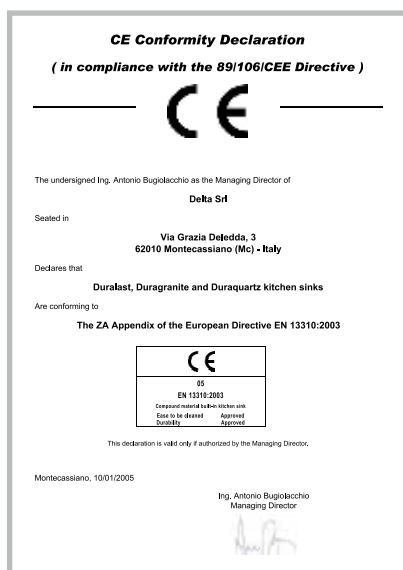 CE Conformity Declaration
( in compliance with the 89/106/CEE Directive )
CE
The undersigned Ing. Antonio Bugiolacchio as the Managing Director of
Delta Srl
Seated in
Via Grazia Deledda, 3
62010 Montecassiano (Mc) - Italy
Declares that
Duralast, Duragranite and Duraquartz kitchen sinks
Are conforming to
The ZA Appendix of the European Directive EN 13310:2003
CE
05
EN 13310:2003
Compound material built-in kitchen sink
Ease to be cleaned Approved
Durability Approved
This declaration is valid only if authorized by the Managing Director.
Montecassiano, 10/01/2005
Ing. Antonio Bugiolacchio
Managing Director